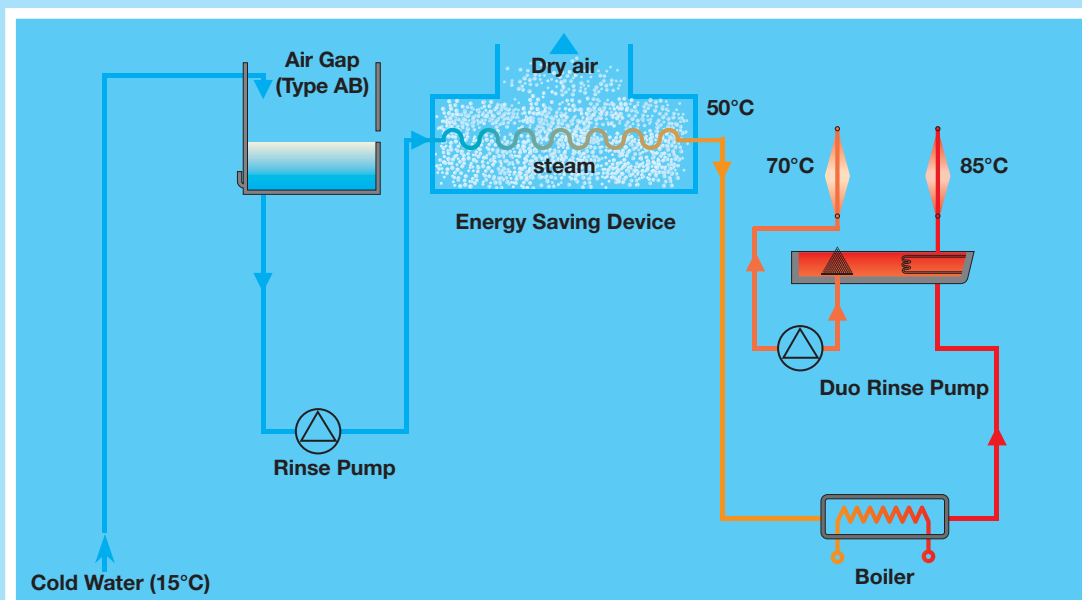 Air Gap
(Type AB)
Dry air
50°C
steam
Energy Saving Device
70°C
85°C
Duo Rinse Pump
Rinse Pump
Cold Water (15°C)
Boiler